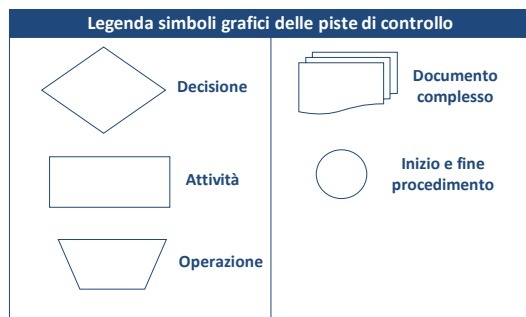 Legenda simboli grafici delle piste di controllo
Decisione
Attività
Operazione
Documento
complesso
Inizio e fine
procedimento